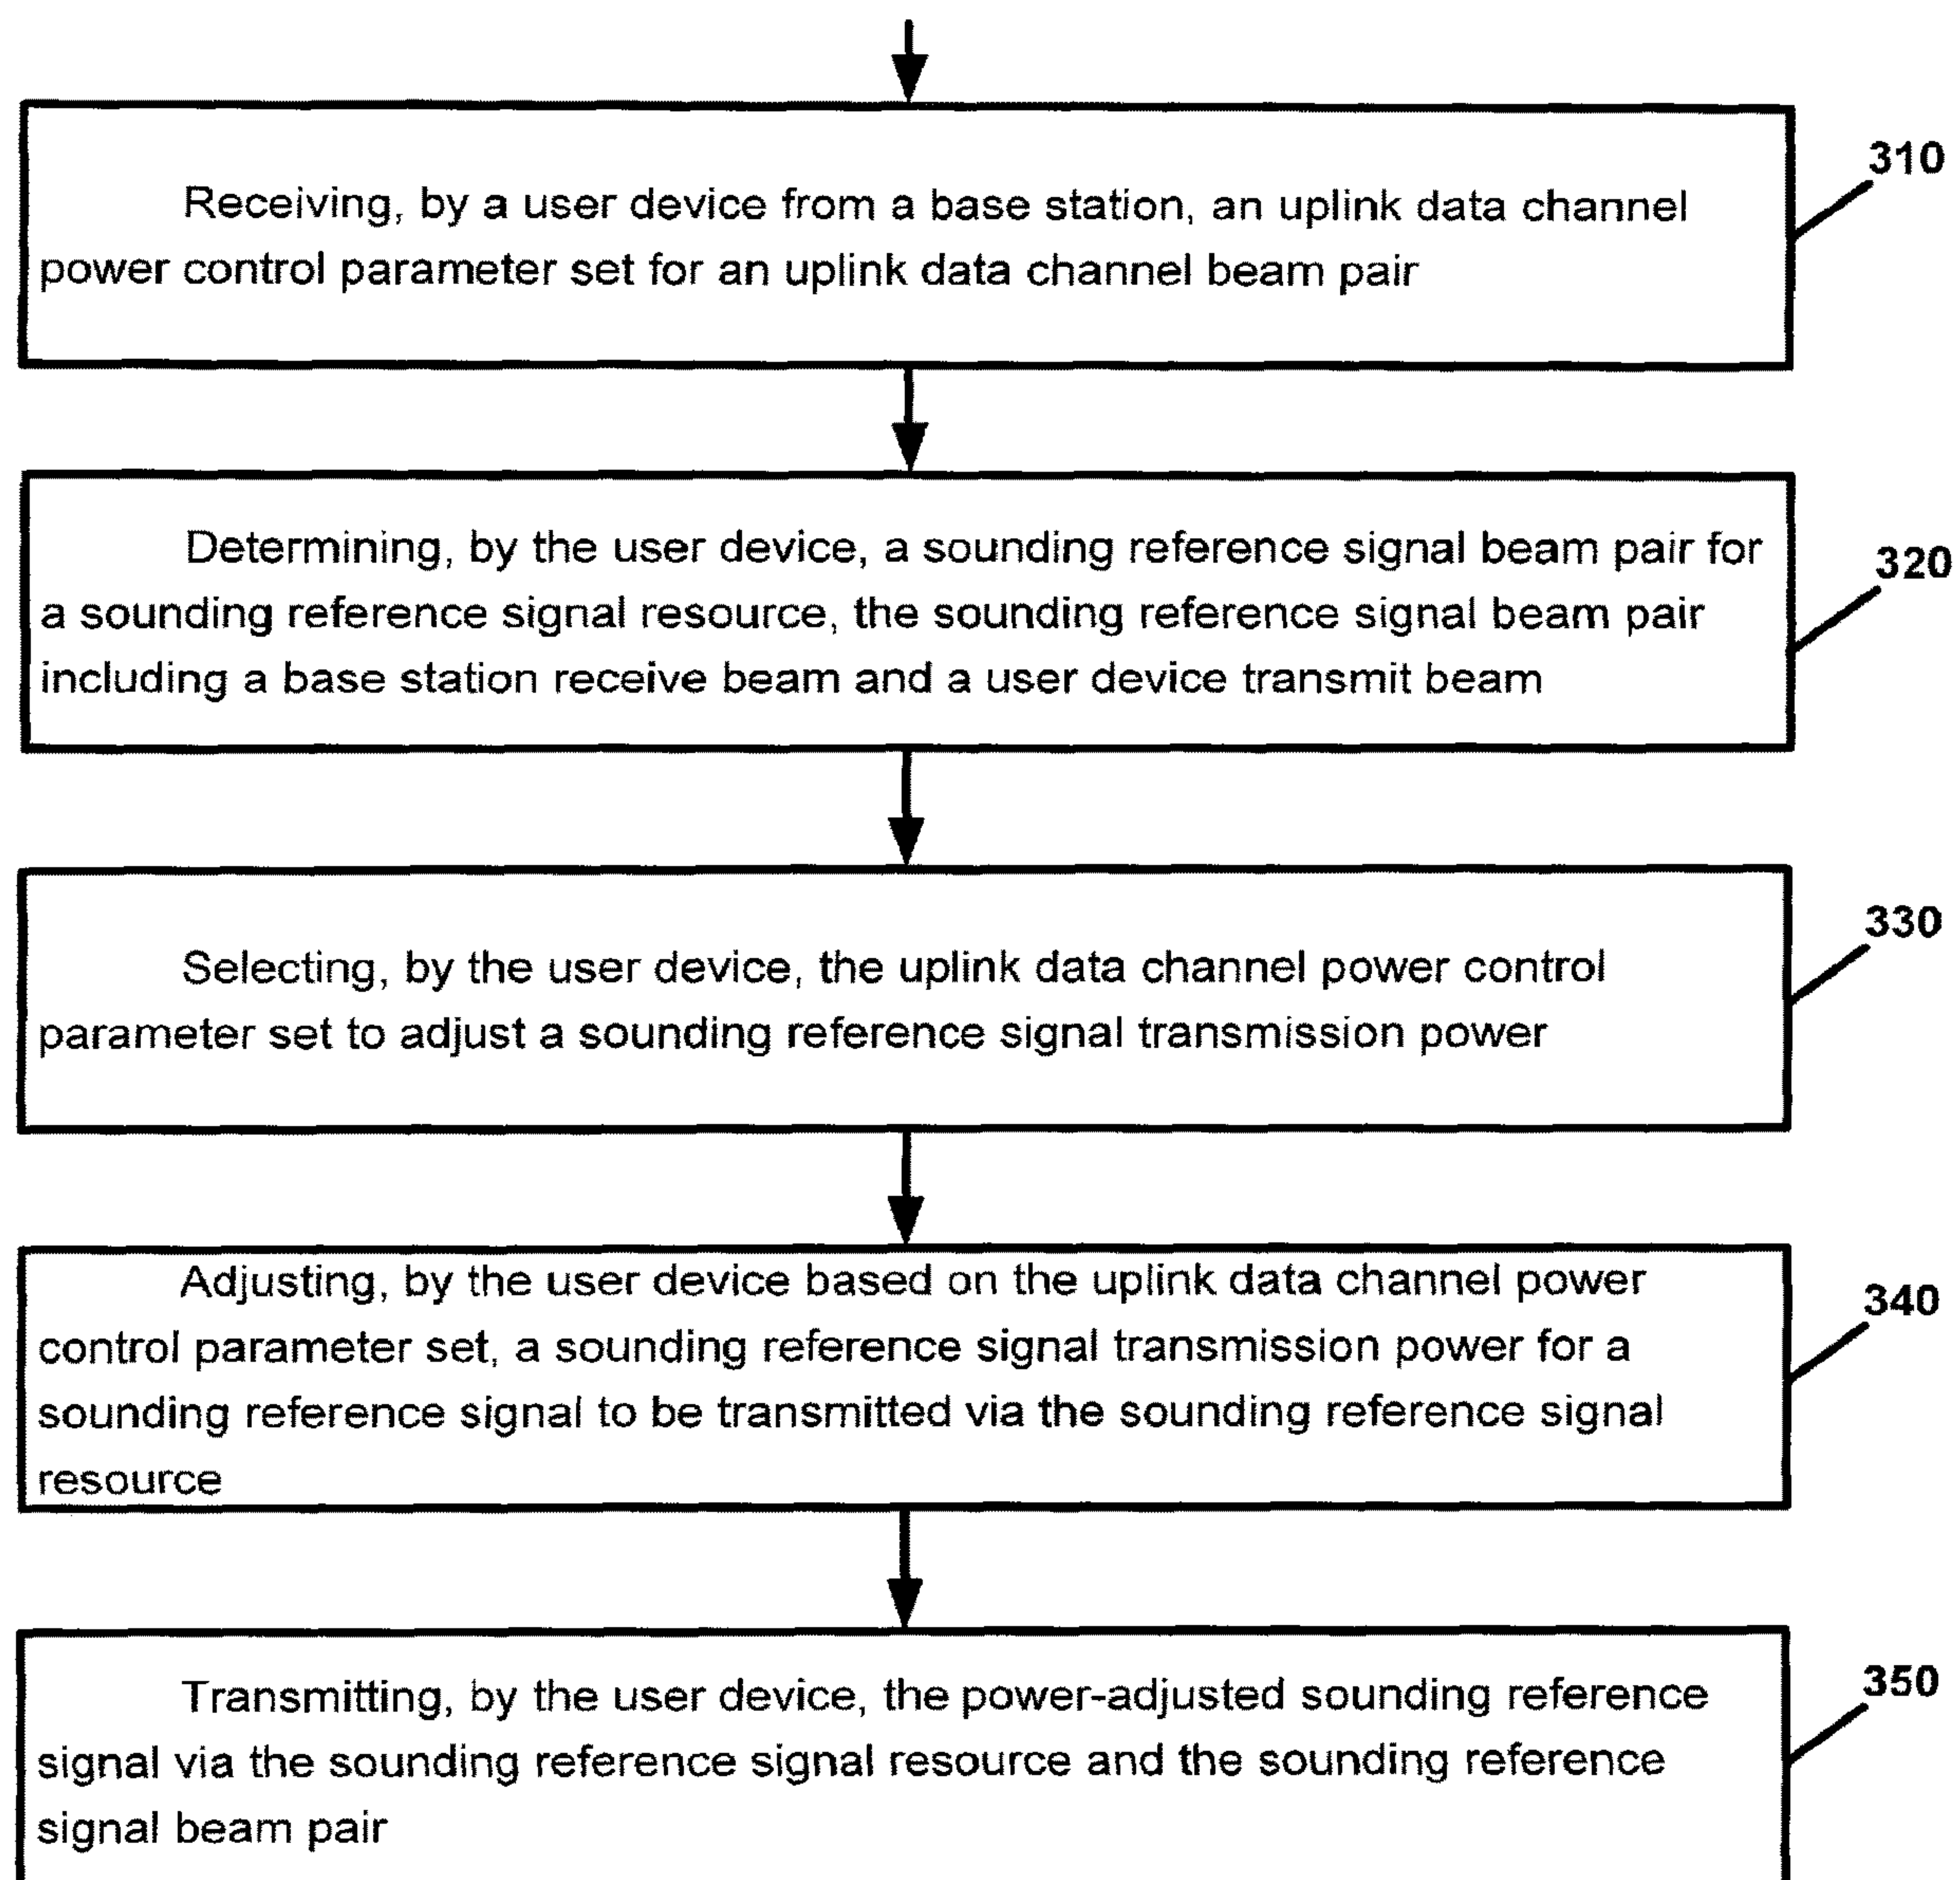 Receiving, by a user device from a base station, an uplink data channel
power control parameter set for an uplink data channel beam pair
310
Determining, by the user device, a sounding reference signal beam pair for
a sounding reference signal resource, the sounding reference signal beam pair
including a base station receive beam and a user device transmit beam
320
Selecting, by the user device, the uplink data channel power control
parameter set to adjust a sounding reference signal transmission power
330
Adjusting, by the user device based on the uplink data channel power
control parameter set, a sounding reference signal transmission power for a
sounding reference signal to be transmitted via the sounding reference signal
resource
340
Transmitting, by the user device, the power-adjusted sounding reference
signal via the sounding reference signal resource and the sounding reference
signal beam pair
350